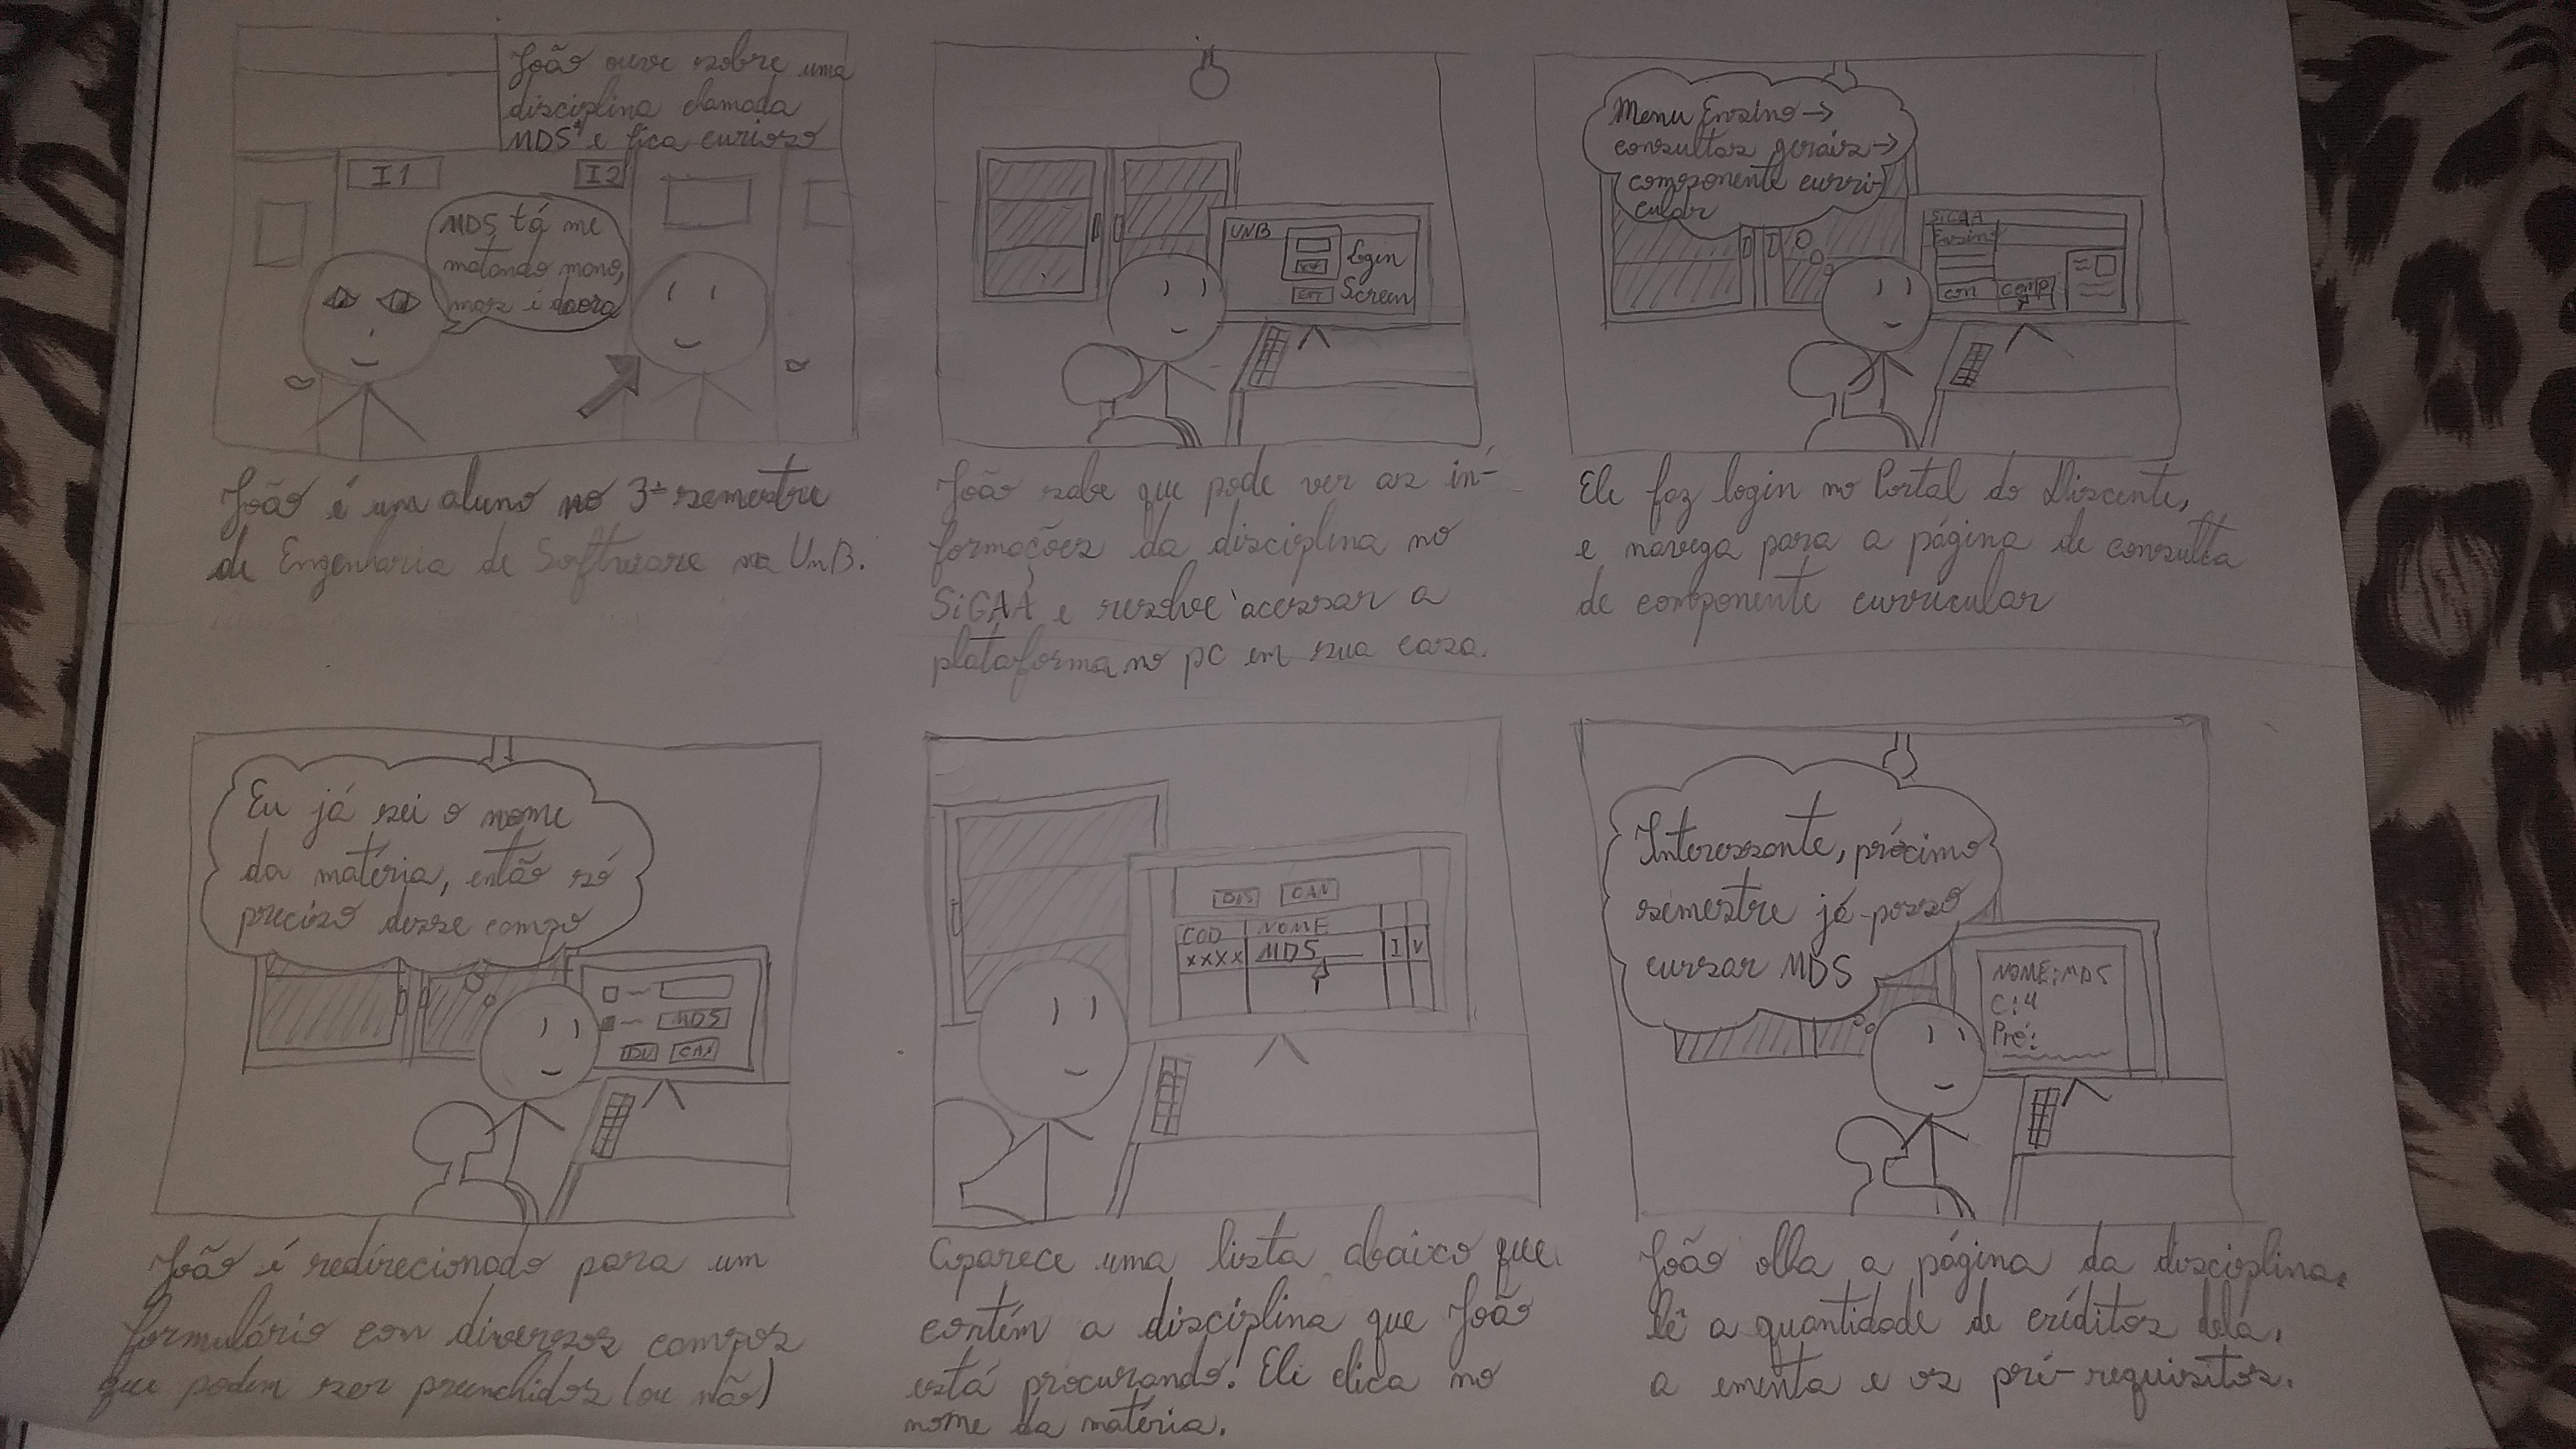 João ouve sobre uma
disciplina chamada
MDS* e fica curioso
I1
I2
MDS tá me
matando mano,
mas é daora
João é um aluno no 3º semestre
de Engenharia de Software na UnB.
UNB
Login
Screen
João sabe que pode ver as in-
formações da disciplina no
SiGAA e resolve acessar a
plataforma no pc em sua casa.
Menu Ensino →
consultas gerais →
componente curri-
cular
SiGAA
Ensino
con
comp
Ele faz login no Portal do Discente,
e navega para a página de consulta
de componente curricular
Eu já sei o nome
da matéria, então só
preciso desse campo
MDS
CAN
João é redirecionado para um
formulário com diversos campos
que podem ser preenchidos (ou não)
CAN
COD NOME
XXXX MDS I V
Aparece uma lista abaixo que
contém a disciplina que João
está procurando. Ele clica no
nome da matéria.
Interessante, prócimo
semestre já posso
cursar MDS
NOME: MDS
C: 4
Pré:
João olha a página da disciplina,
lê a quantidade de créditos dela,
a ementa e os pré-requisitos.